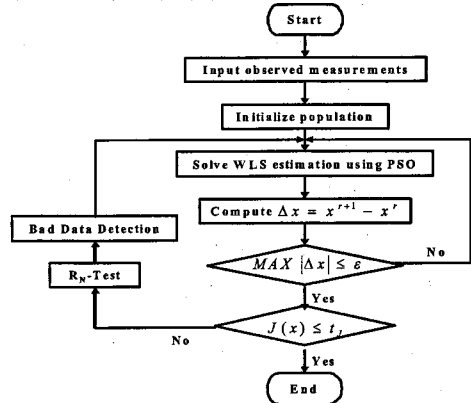 Start
Input observed measurements
Initialize population
Solve WLS estimation using PSO
Compute Δx = x^{r+1} − x^r
Bad Data Detection
MAX |Δx| ≤ ε
No
R_N-Test
Yes
J(x) ≤ t_J
No
Yes
End